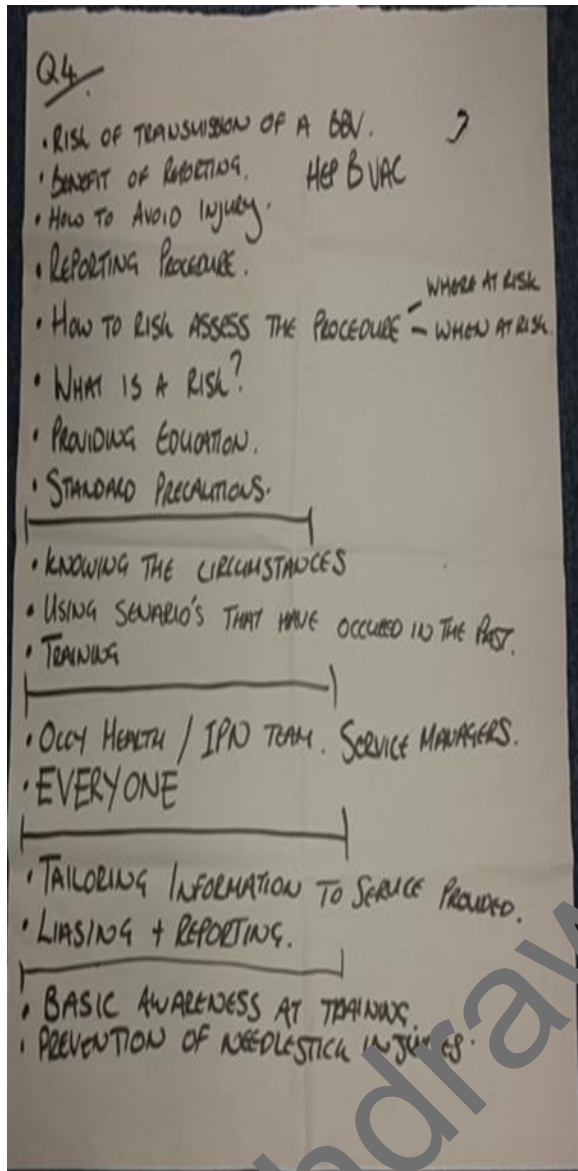 Q4
• RISK OF TRANSMISSION OF A BBV.
• BENEFIT OF REPORTING. HEP B VAC
• HOW TO AVOID INJURY.
• REPORTING PROCEDURE.
• HOW TO RISK ASSESS THE PROCEDURE – WHERE AT RISK
– WHEN AT RISK.
• WHAT IS A RISK?
• PROVIDING EDUCATION.
• STANDARD PRECAUTIONS.
• KNOWING THE CIRCUMSTANCES
• USING SENARIO'S THAT HAVE OCCURED IN THE PAST.
• TRAINING
• OCCY HEALTH / IPN TEAM. SERVICE MANAGERS.
• EVERYONE
• TAILORING INFORMATION TO SERVICE PROVIDED.
• LIASING + REPORTING.
• BASIC AWARENESS AT TRAINING.
• PREVENTION OF NEEDLESTICK INJURIES.